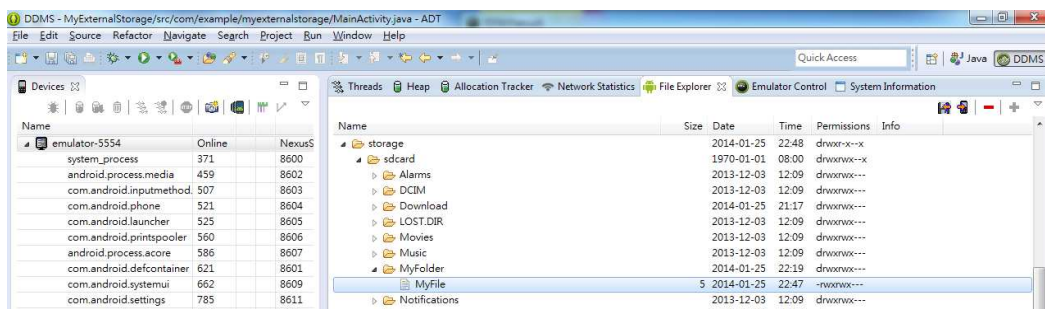 DDMS - MyExternalStorage/src/com/example/myexternalstorage/MainActivity.java - ADT
File Edit Source Refactor Navigate Search Project Run Window Help
Quick Access Java DDMS
Devices
Threads Heap Allocation Tracker Network Statistics File Explorer Emulator Control System Information
Name
emulator-5554 Online NexusS
system_process 371 8600
android.process.media 459 8602
com.android.inputmethod. 507 8603
com.android.phone 521 8604
com.android.launcher 525 8605
com.android.printspooler 560 8606
android.process.acore 586 8607
com.android.defcontainer 621 8601
com.android.systemui 662 8609
com.android.settings 785 8611
Name Size Date Time Permissions Info
storage 2014-01-25 22:48 drwxr-x--x
sdcard 1970-01-01 08:00 drwxrwx--x
Alarms 2013-12-03 12:09 drwxrwx---
DCIM 2013-12-03 12:09 drwxrwx---
Download 2014-01-25 21:17 drwxrwx---
LOST.DIR 2013-12-03 12:09 drwxrwx---
Movies 2013-12-03 12:09 drwxrwx---
Music 2013-12-03 12:09 drwxrwx---
MyFolder 2014-01-25 22:19 drwxrwx---
MyFile 5 2014-01-25 22:47 -rwxrwx---
Notifications 2013-12-03 12:09 drwxrwx---